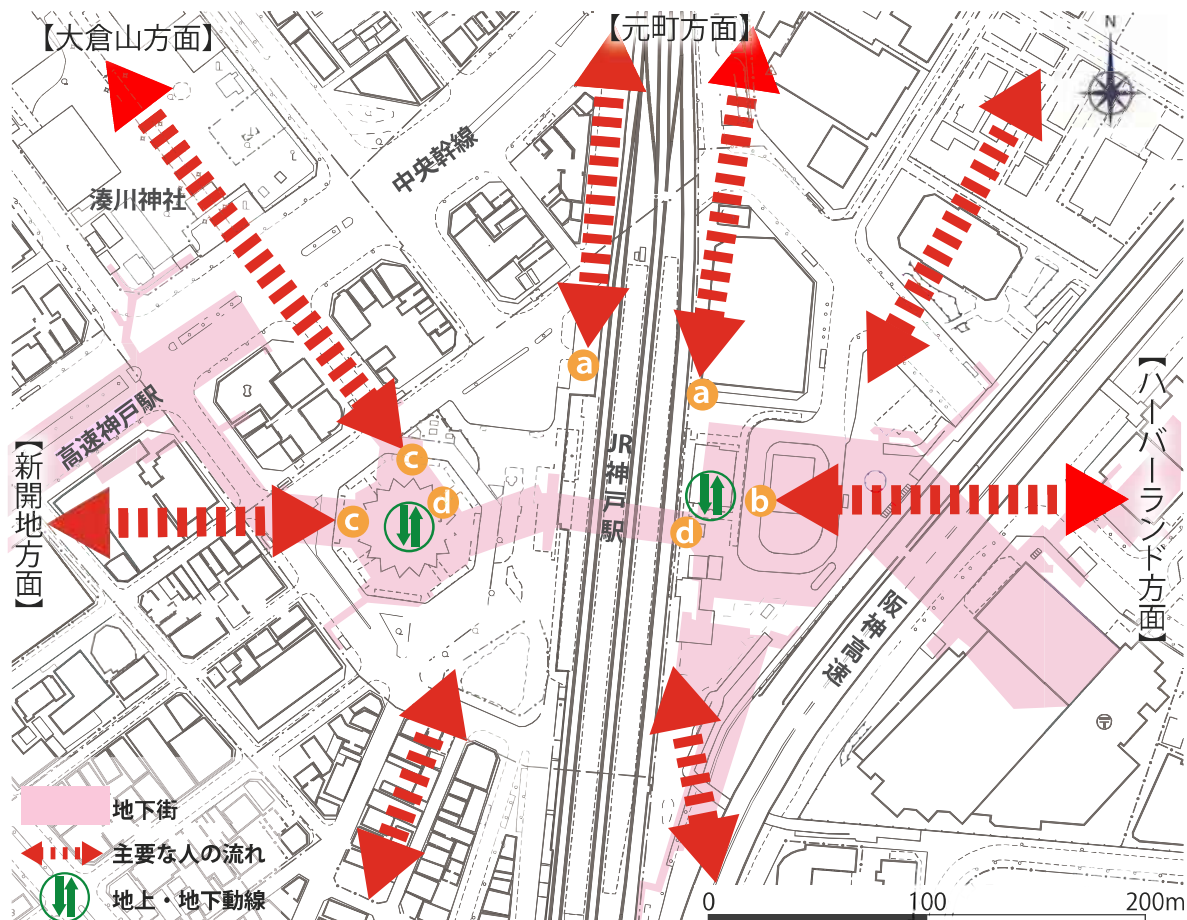 【大倉山方面】
【元町方面】
N
中央幹線
湊川神社
高速神戸駅
【新開地方面】
JR神戸駅
【ハーバーランド方面】
阪神高速
a
a
c
c
d
b
d
〒
地下街
主要な人の流れ
地上・地下動線
0
100
200m